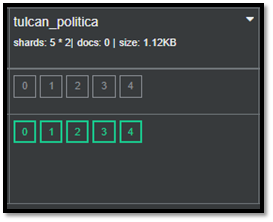 tulcan_politica
shards: 5 * 2| docs: 0 | size: 1.12KB
0 1 2 3 4
0 1 2 3 4